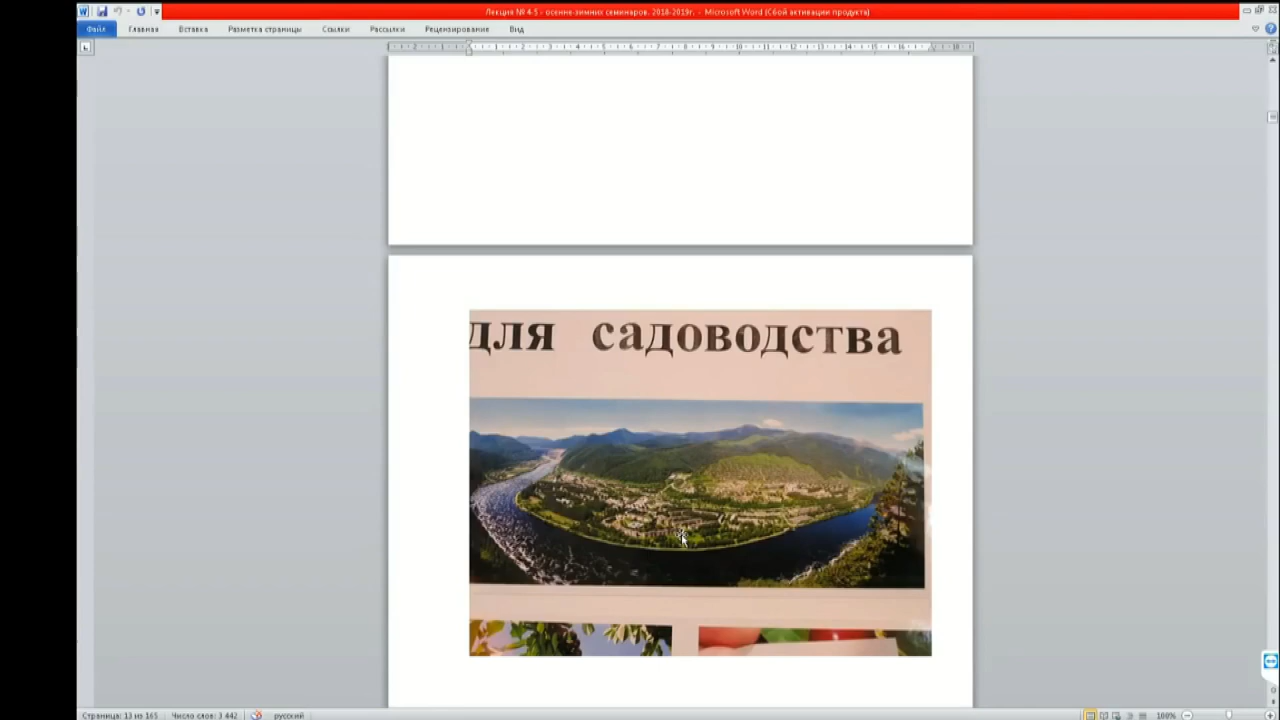 Лекция № 4-5 - осенне-зимних семинаров. 2018-2019г. - Microsoft Word (Сбой активации продукта)
Файл Главная Вставка Разметка страницы Ссылки Рассылки Рецензирование Вид
для садоводства
Страница: 13 из 165 Число слов: 3 442 русский 100%